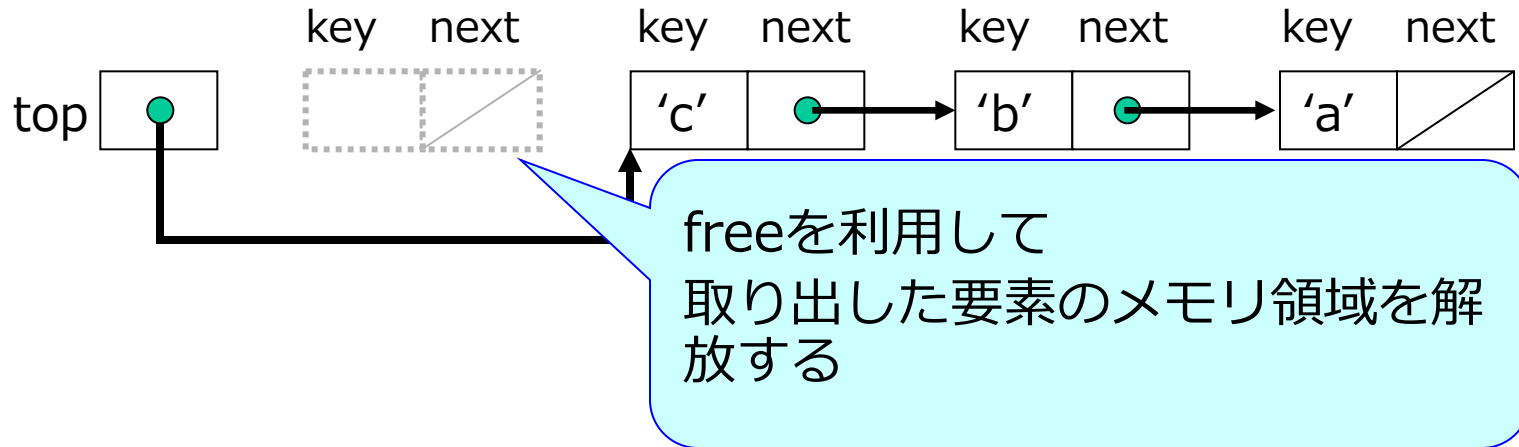 key next key next key next key next
top ‘c’ ‘b’ ‘a’
freeを利用して
取り出した要素のメモリ領域を解
放する